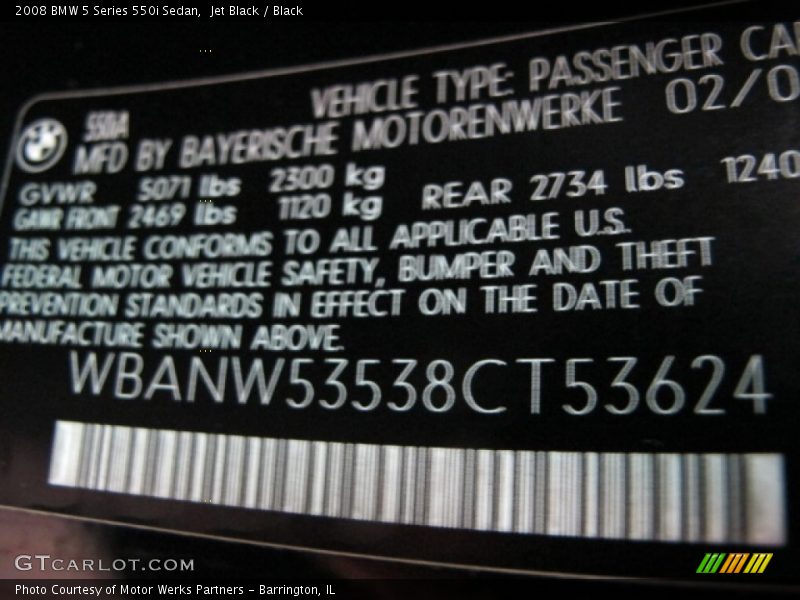 2008 BMW 5 Series 550i Sedan, Jet Black / Black
VEHICLE TYPE: PASSENGER CA
550IA
MFD BY BAYERISCHE MOTORENWERKE 02/0
GVWR 5071 lbs 2300 kg
GAWR FRONT 2469 lbs 1120 kg REAR 2734 lbs 1240
THIS VEHICLE CONFORMS TO ALL APPLICABLE U.S.
FEDERAL MOTOR VEHICLE SAFETY, BUMPER AND THEFT
PREVENTION STANDARDS IN EFFECT ON THE DATE OF
MANUFACTURE SHOWN ABOVE.
WBANW53538CT53624
GTCARLOT.COM
Photo Courtesy of Motor Werks Partners - Barrington, IL